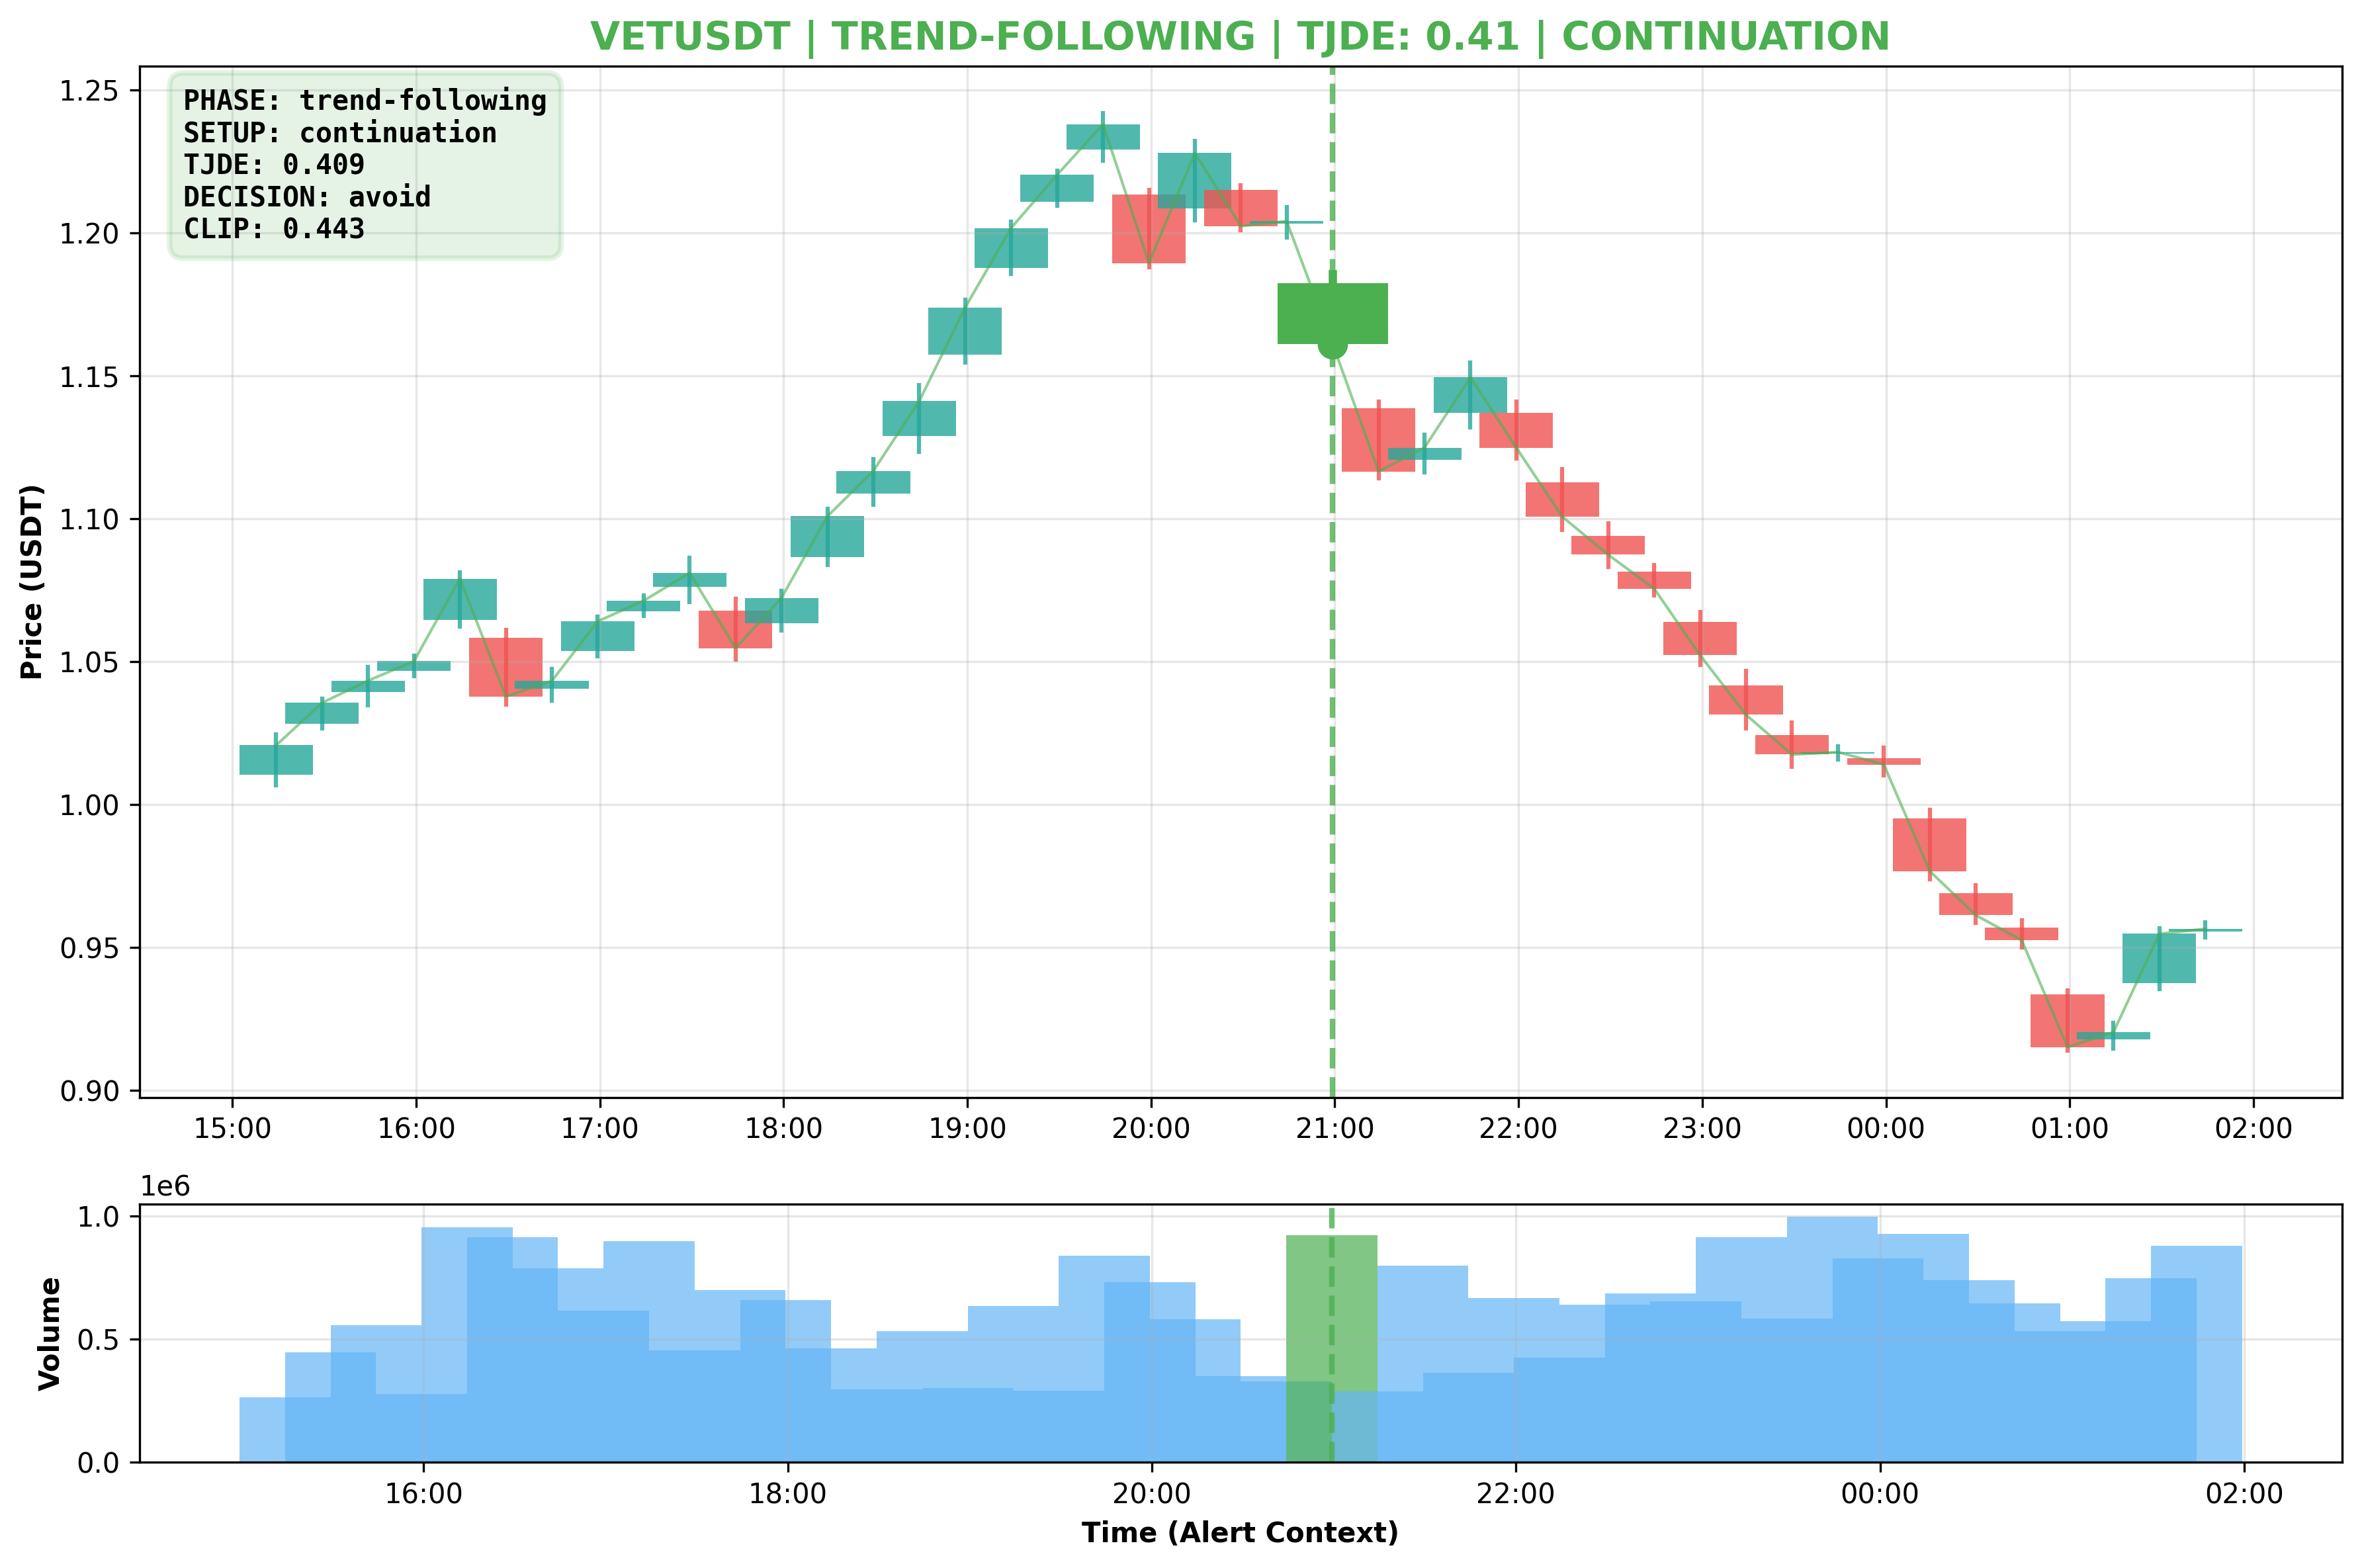 VETUSDT | TREND-FOLLOWING | TJDE: 0.41 | CONTINUATION
PHASE: trend-following
SETUP: continuation
TJDE: 0.409
DECISION: avoid
CLIP: 0.443
Price (USDT)
1.25
1.20
1.15
1.10
1.05
1.00
0.95
0.90
15:00 16:00 17:00 18:00 19:00 20:00 21:00 22:00 23:00 00:00 01:00 02:00
1e6
Volume
1.0
0.5
0.0
16:00 18:00 20:00 22:00 00:00 02:00
Time (Alert Context)